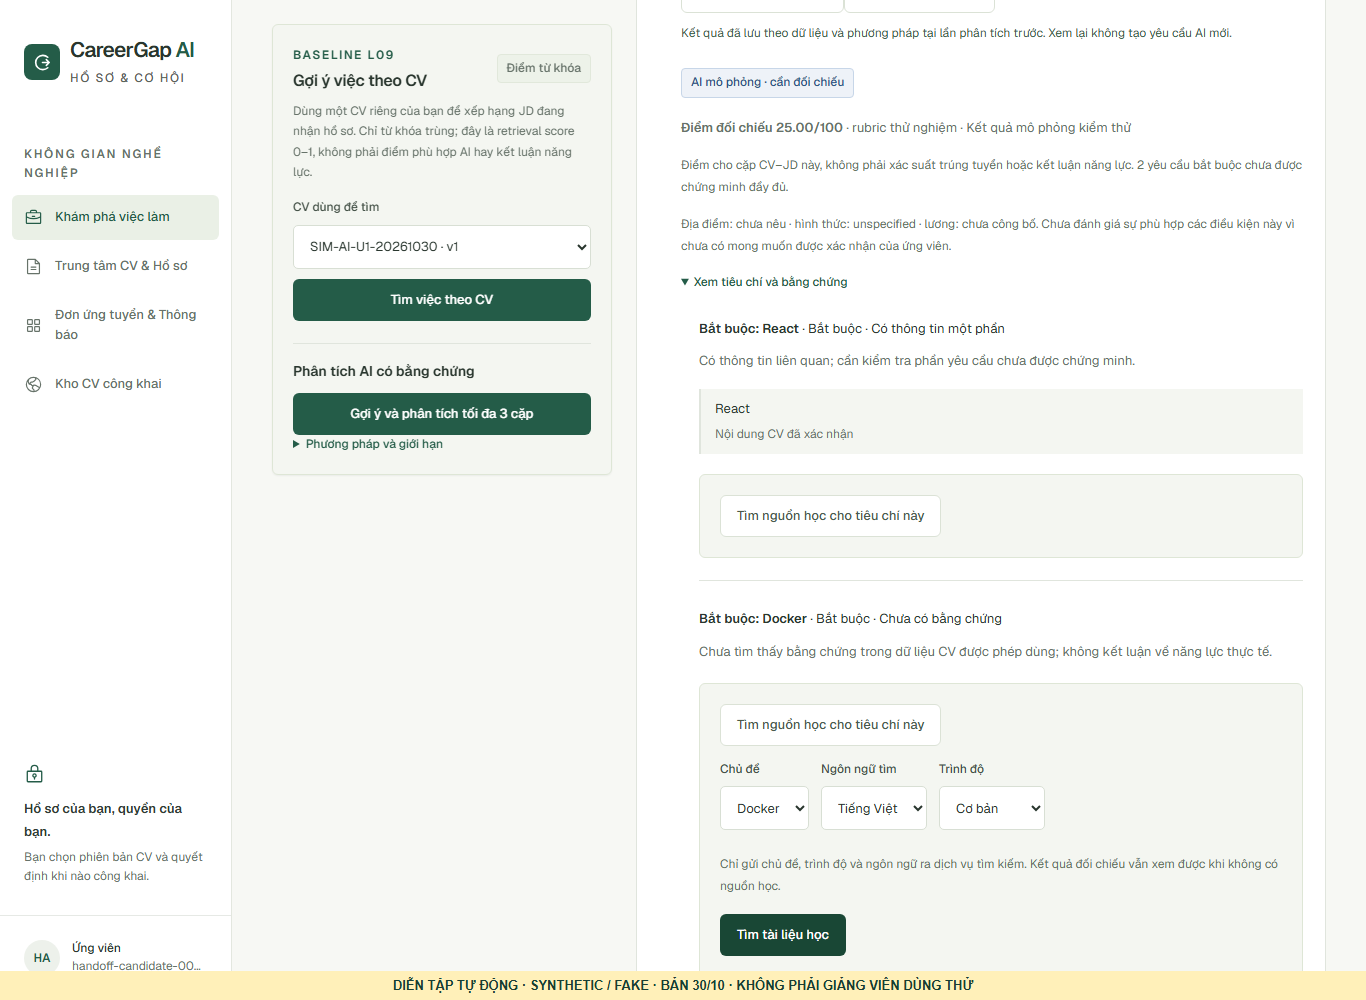 CareerGap AI
HỒ SƠ & CƠ HỘI
KHÔNG GIAN NGHỀ
NGHIỆP
Khám phá việc làm
Trung tâm CV & Hồ sơ
Đơn ứng tuyển & Thông
báo
Kho CV công khai
Hồ sơ của bạn, quyền của
bạn.
Bạn chọn phiên bản CV và quyết
định khi nào công khai.
HA
Ứng viên
handoff-candidate-00...
BASELINE L09
Gợi ý việc theo CV
Điểm từ khóa
Dùng một CV riêng của bạn để xếp hạng JD đang
nhận hồ sơ. Chỉ từ khóa trùng; đây là retrieval score
0–1, không phải điểm phù hợp AI hay kết luận năng
lực.
CV dùng để tìm
SIM-AI-U1-20261030 · v1
Tìm việc theo CV
Phân tích AI có bằng chứng
Gợi ý và phân tích tối đa 3 cặp
Phương pháp và giới hạn
Kết quả đã lưu theo dữ liệu và phương pháp tại lần phân tích trước. Xem lại không tạo yêu cầu AI mới.
AI mô phỏng · cần đối chiếu
Điểm đối chiếu 25.00/100 · rubric thử nghiệm · Kết quả mô phỏng kiểm thử
Điểm cho cặp CV–JD này, không phải xác suất trúng tuyển hoặc kết luận năng lực. 2 yêu cầu bắt buộc chưa được
chứng minh đầy đủ.
Địa điểm: chưa nêu · hình thức: unspecified · lương: chưa công bố. Chưa đánh giá sự phù hợp các điều kiện này vì
chưa có mong muốn được xác nhận của ứng viên.
Xem tiêu chí và bằng chứng
Bắt buộc: React · Bắt buộc · Có thông tin một phần
Có thông tin liên quan; cần kiểm tra phần yêu cầu chưa được chứng minh.
React
Nội dung CV đã xác nhận
Tìm nguồn học cho tiêu chí này
Bắt buộc: Docker · Bắt buộc · Chưa có bằng chứng
Chưa tìm thấy bằng chứng trong dữ liệu CV được phép dùng; không kết luận về năng lực thực tế.
Tìm nguồn học cho tiêu chí này
Chủ đề
Ngôn ngữ tìm
Trình độ
Docker
Tiếng Việt
Cơ bản
Chỉ gửi chủ đề, trình độ và ngôn ngữ ra dịch vụ tìm kiếm. Kết quả đối chiếu vẫn xem được khi không có
nguồn học.
Tìm tài liệu học
DIỄN TẬP TỰ ĐỘNG · SYNTHETIC / FAKE · BẢN 30/10 · KHÔNG PHẢI GIẢNG VIÊN DÙNG THỬ